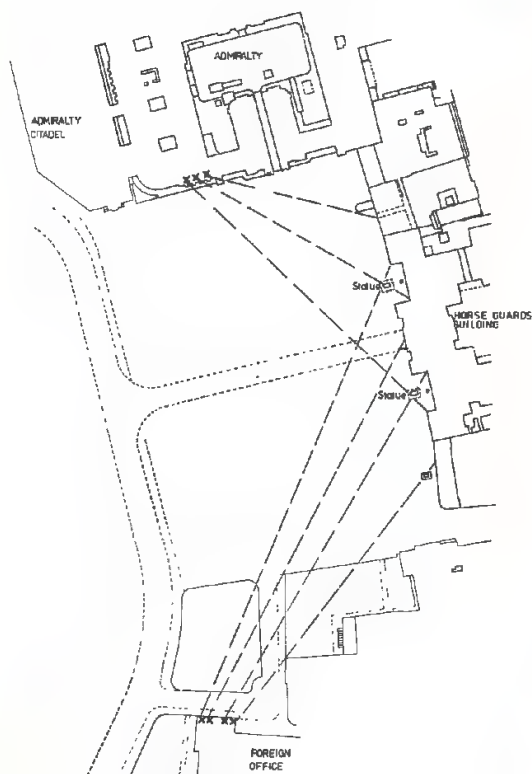 ADMIRALTY
ADMIRALTY
CITADEL
Statue
HORSE GUARDS
BUILDING
Statue
FOREIGN
OFFICE